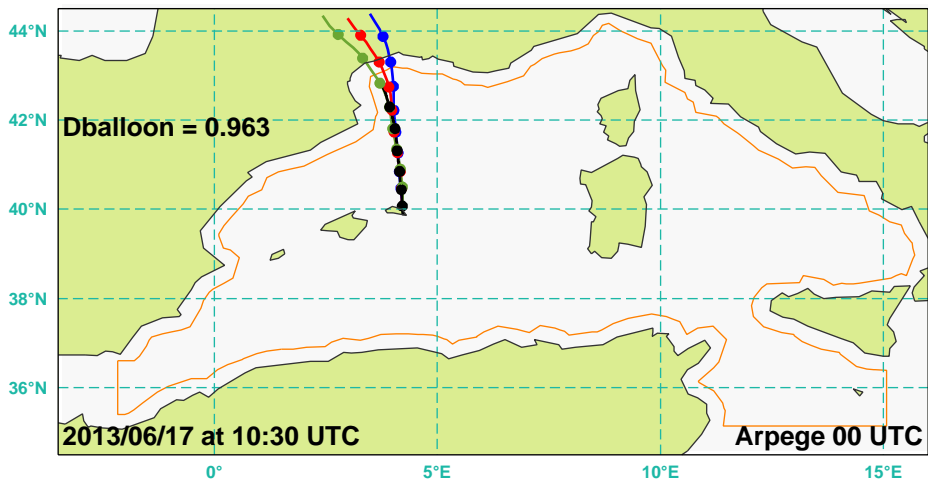 44°N
42°N
Dballoon = 0.963
40°N
38°N
36°N
2013/06/17 at 10:30 UTC
Arpege 00 UTC
0°
5°E
10°E
15°E